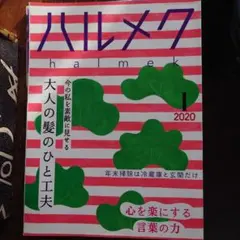 ハルメク
halmek
今の私を素敵に見せる
大人の髪のひと工夫
1
2020
年末掃除は冷蔵庫と玄関だけ
心を楽にする
言葉の力